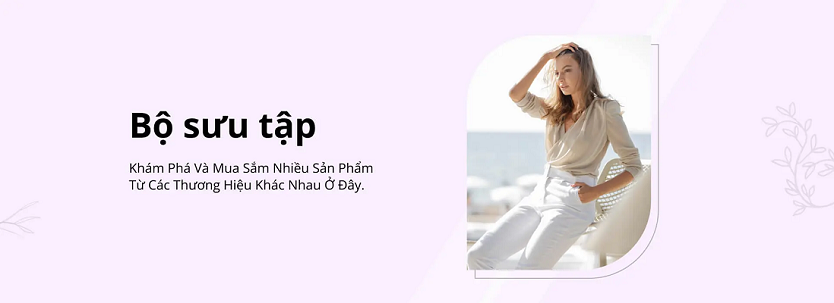 Bộ sưu tập
Khám Phá Và Mua Sắm Nhiều Sản Phẩm
Từ Các Thương Hiệu Khác Nhau Ở Đây.